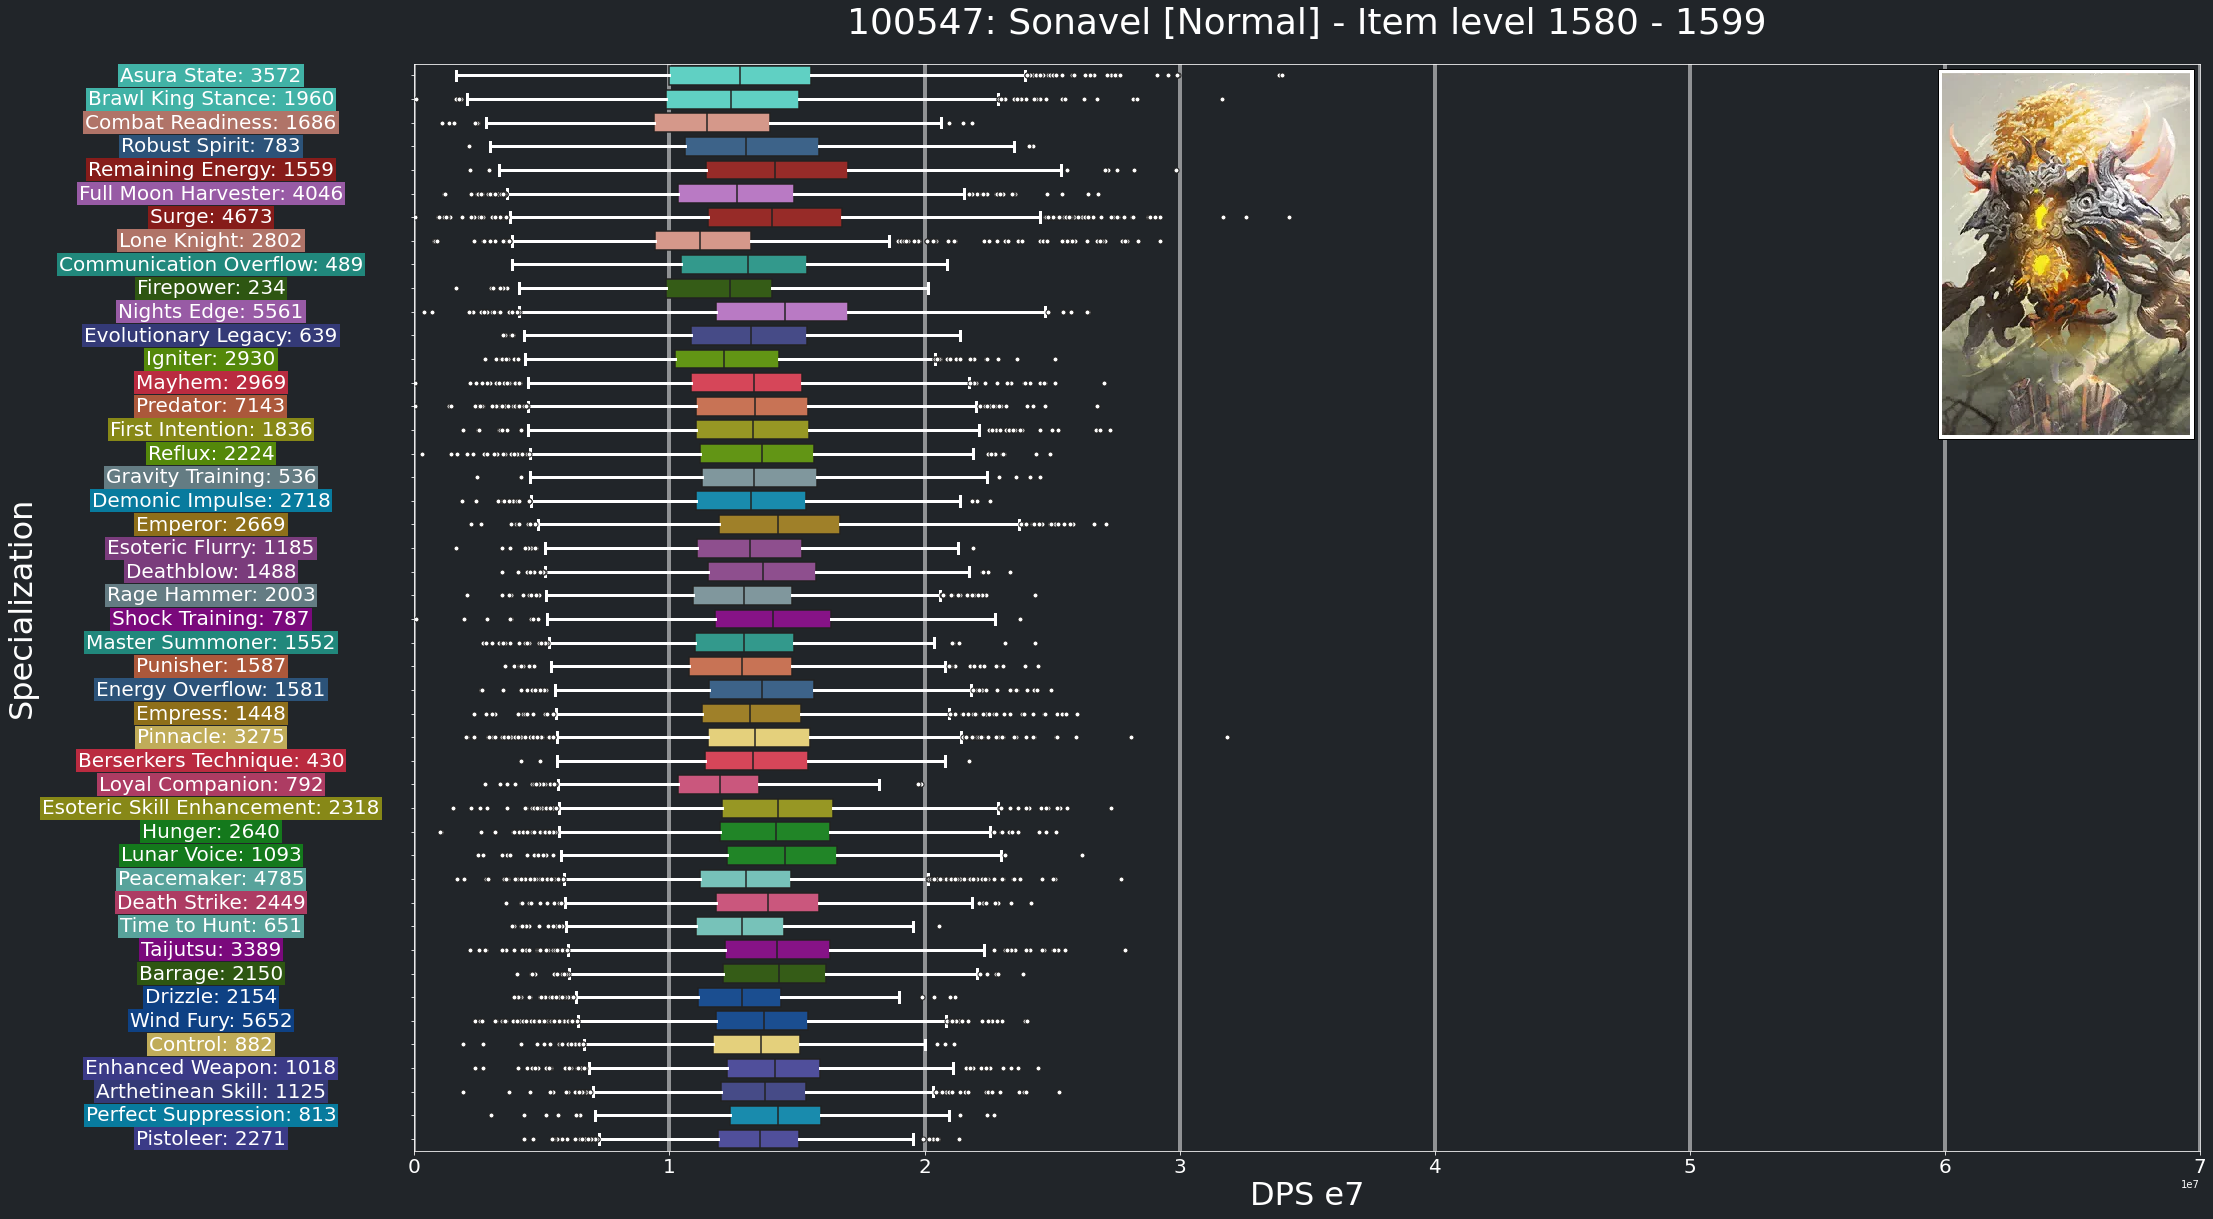 100547: Sonavel [Normal] - Item level 1580 - 1599
Specialization
Asura State: 3572
Brawl King Stance: 1960
Combat Readiness: 1686
Robust Spirit: 783
Remaining Energy: 1559
Full Moon Harvester: 4046
Surge: 4673
Lone Knight: 2802
Communication Overflow: 489
Firepower: 234
Nights Edge: 5561
Evolutionary Legacy: 639
Igniter: 2930
Mayhem: 2969
Predator: 7143
First Intention: 1836
Reflux: 2224
Gravity Training: 536
Demonic Impulse: 2718
Emperor: 2669
Esoteric Flurry: 1185
Deathblow: 1488
Rage Hammer: 2003
Shock Training: 787
Master Summoner: 1552
Punisher: 1587
Energy Overflow: 1581
Empress: 1448
Pinnacle: 3275
Berserkers Technique: 430
Loyal Companion: 792
Esoteric Skill Enhancement: 2318
Hunger: 2640
Lunar Voice: 1093
Peacemaker: 4785
Death Strike: 2449
Time to Hunt: 651
Taijutsu: 3389
Barrage: 2150
Drizzle: 2154
Wind Fury: 5652
Control: 882
Enhanced Weapon: 1018
Arthetinean Skill: 1125
Perfect Suppression: 813
Pistoleer: 2271
0 1 2 3 4 5 6 7
1e7
DPS e7